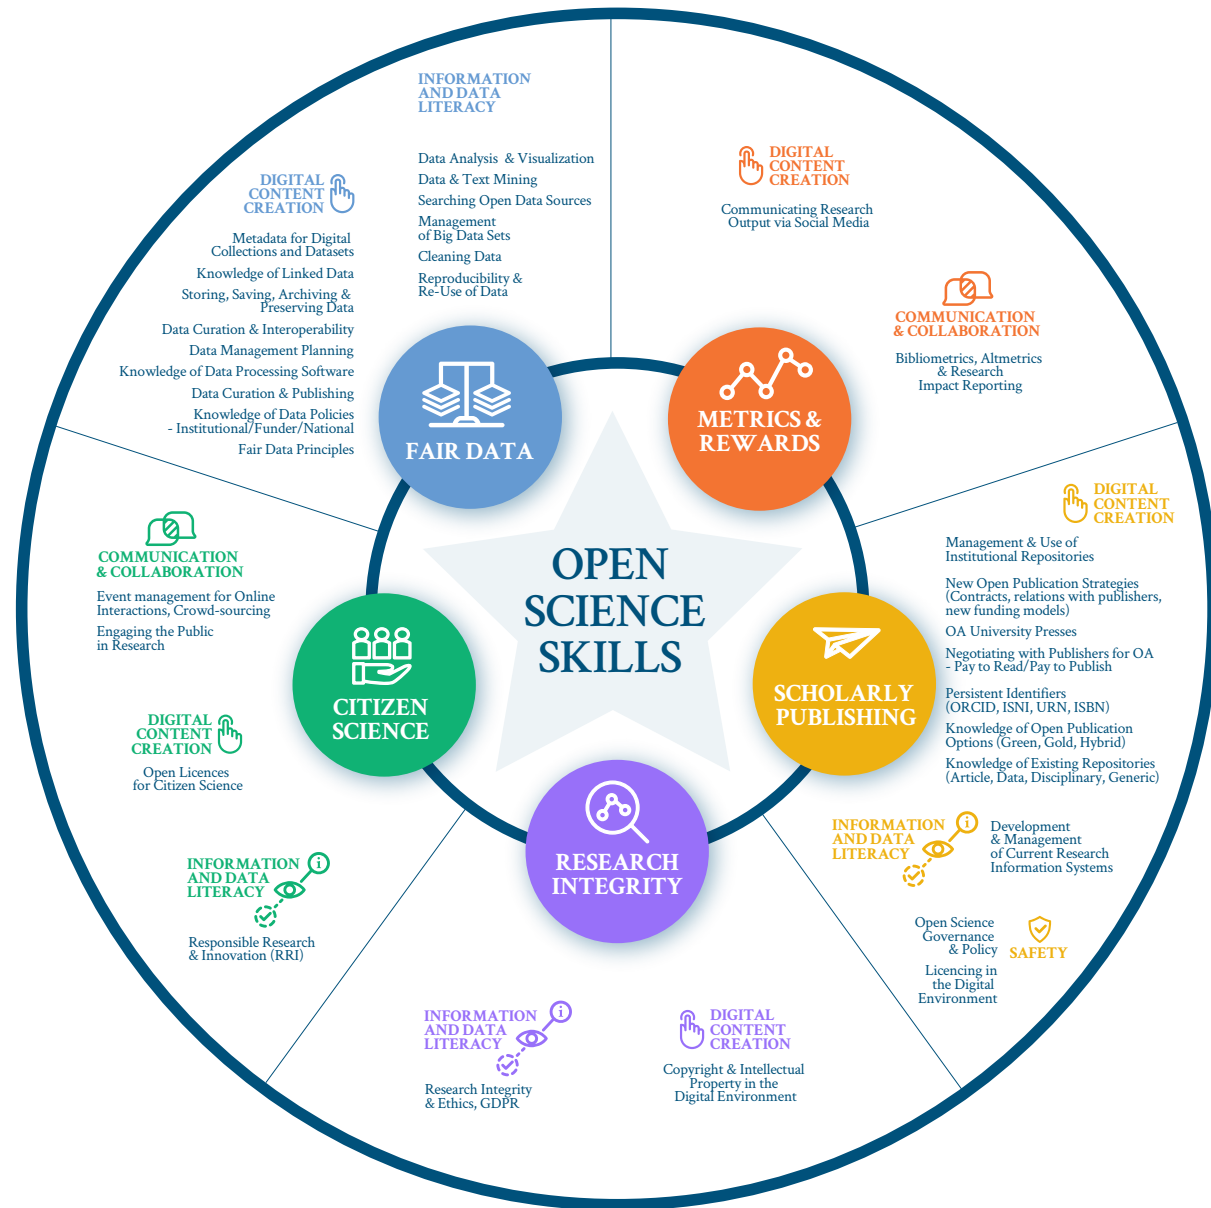 OPEN
SCIENCE
SKILLS
FAIR DATA
INFORMATION
AND DATA
LITERACY
Data Analysis & Visualization
Data & Text Mining
Searching Open Data Sources
Management
of Big Data Sets
Cleaning Data
Reproducibility &
Re-Use of Data
DIGITAL
CONTENT
CREATION
Metadata for Digital
Collections and Datasets
Knowledge of Linked Data
Storing, Saving, Archiving &
Preserving Data
Data Curation & Interoperability
Data Management Planning
Knowledge of Data Processing Software
Data Curation & Publishing
Knowledge of Data Policies
- Institutional/Funder/National
Fair Data Principles
METRICS &
REWARDS
DIGITAL
CONTENT
CREATION
Communicating Research
Output via Social Media
COMMUNICATION
& COLLABORATION
Bibliometrics, Altmetrics
& Research
Impact Reporting
SCHOLARLY
PUBLISHING
DIGITAL
CONTENT
CREATION
Management & Use of
Institutional Repositories
New Open Publication Strategies
(Contracts, relations with publishers,
new funding models)
OA University Presses
Negotiating with Publishers for OA
- Pay to Read/Pay to Publish
Persistent Identifiers
(ORCID, ISNI, URN, ISBN)
Knowledge of Open Publication
Options (Green, Gold, Hybrid)
Knowledge of Existing Repositories
(Article, Data, Disciplinary, Generic)
INFORMATION
AND DATA
LITERACY
i
Development
& Management
of Current Research
Information Systems
Open Science
Governance
& Policy
Licencing in
the Digital
Environment
SAFETY
RESEARCH
INTEGRITY
INFORMATION
AND DATA
LITERACY
i
Research Integrity
& Ethics, GDPR
DIGITAL
CONTENT
CREATION
Copyright & Intellectual
Property in the
Digital Environment
CITIZEN
SCIENCE
COMMUNICATION
& COLLABORATION
Event management for Online
Interactions, Crowd-sourcing
Engaging the Public
in Research
DIGITAL
CONTENT
CREATION
Open Licences
for Citizen Science
INFORMATION
AND DATA
LITERACY
i
Responsible Research
& Innovation (RRI)